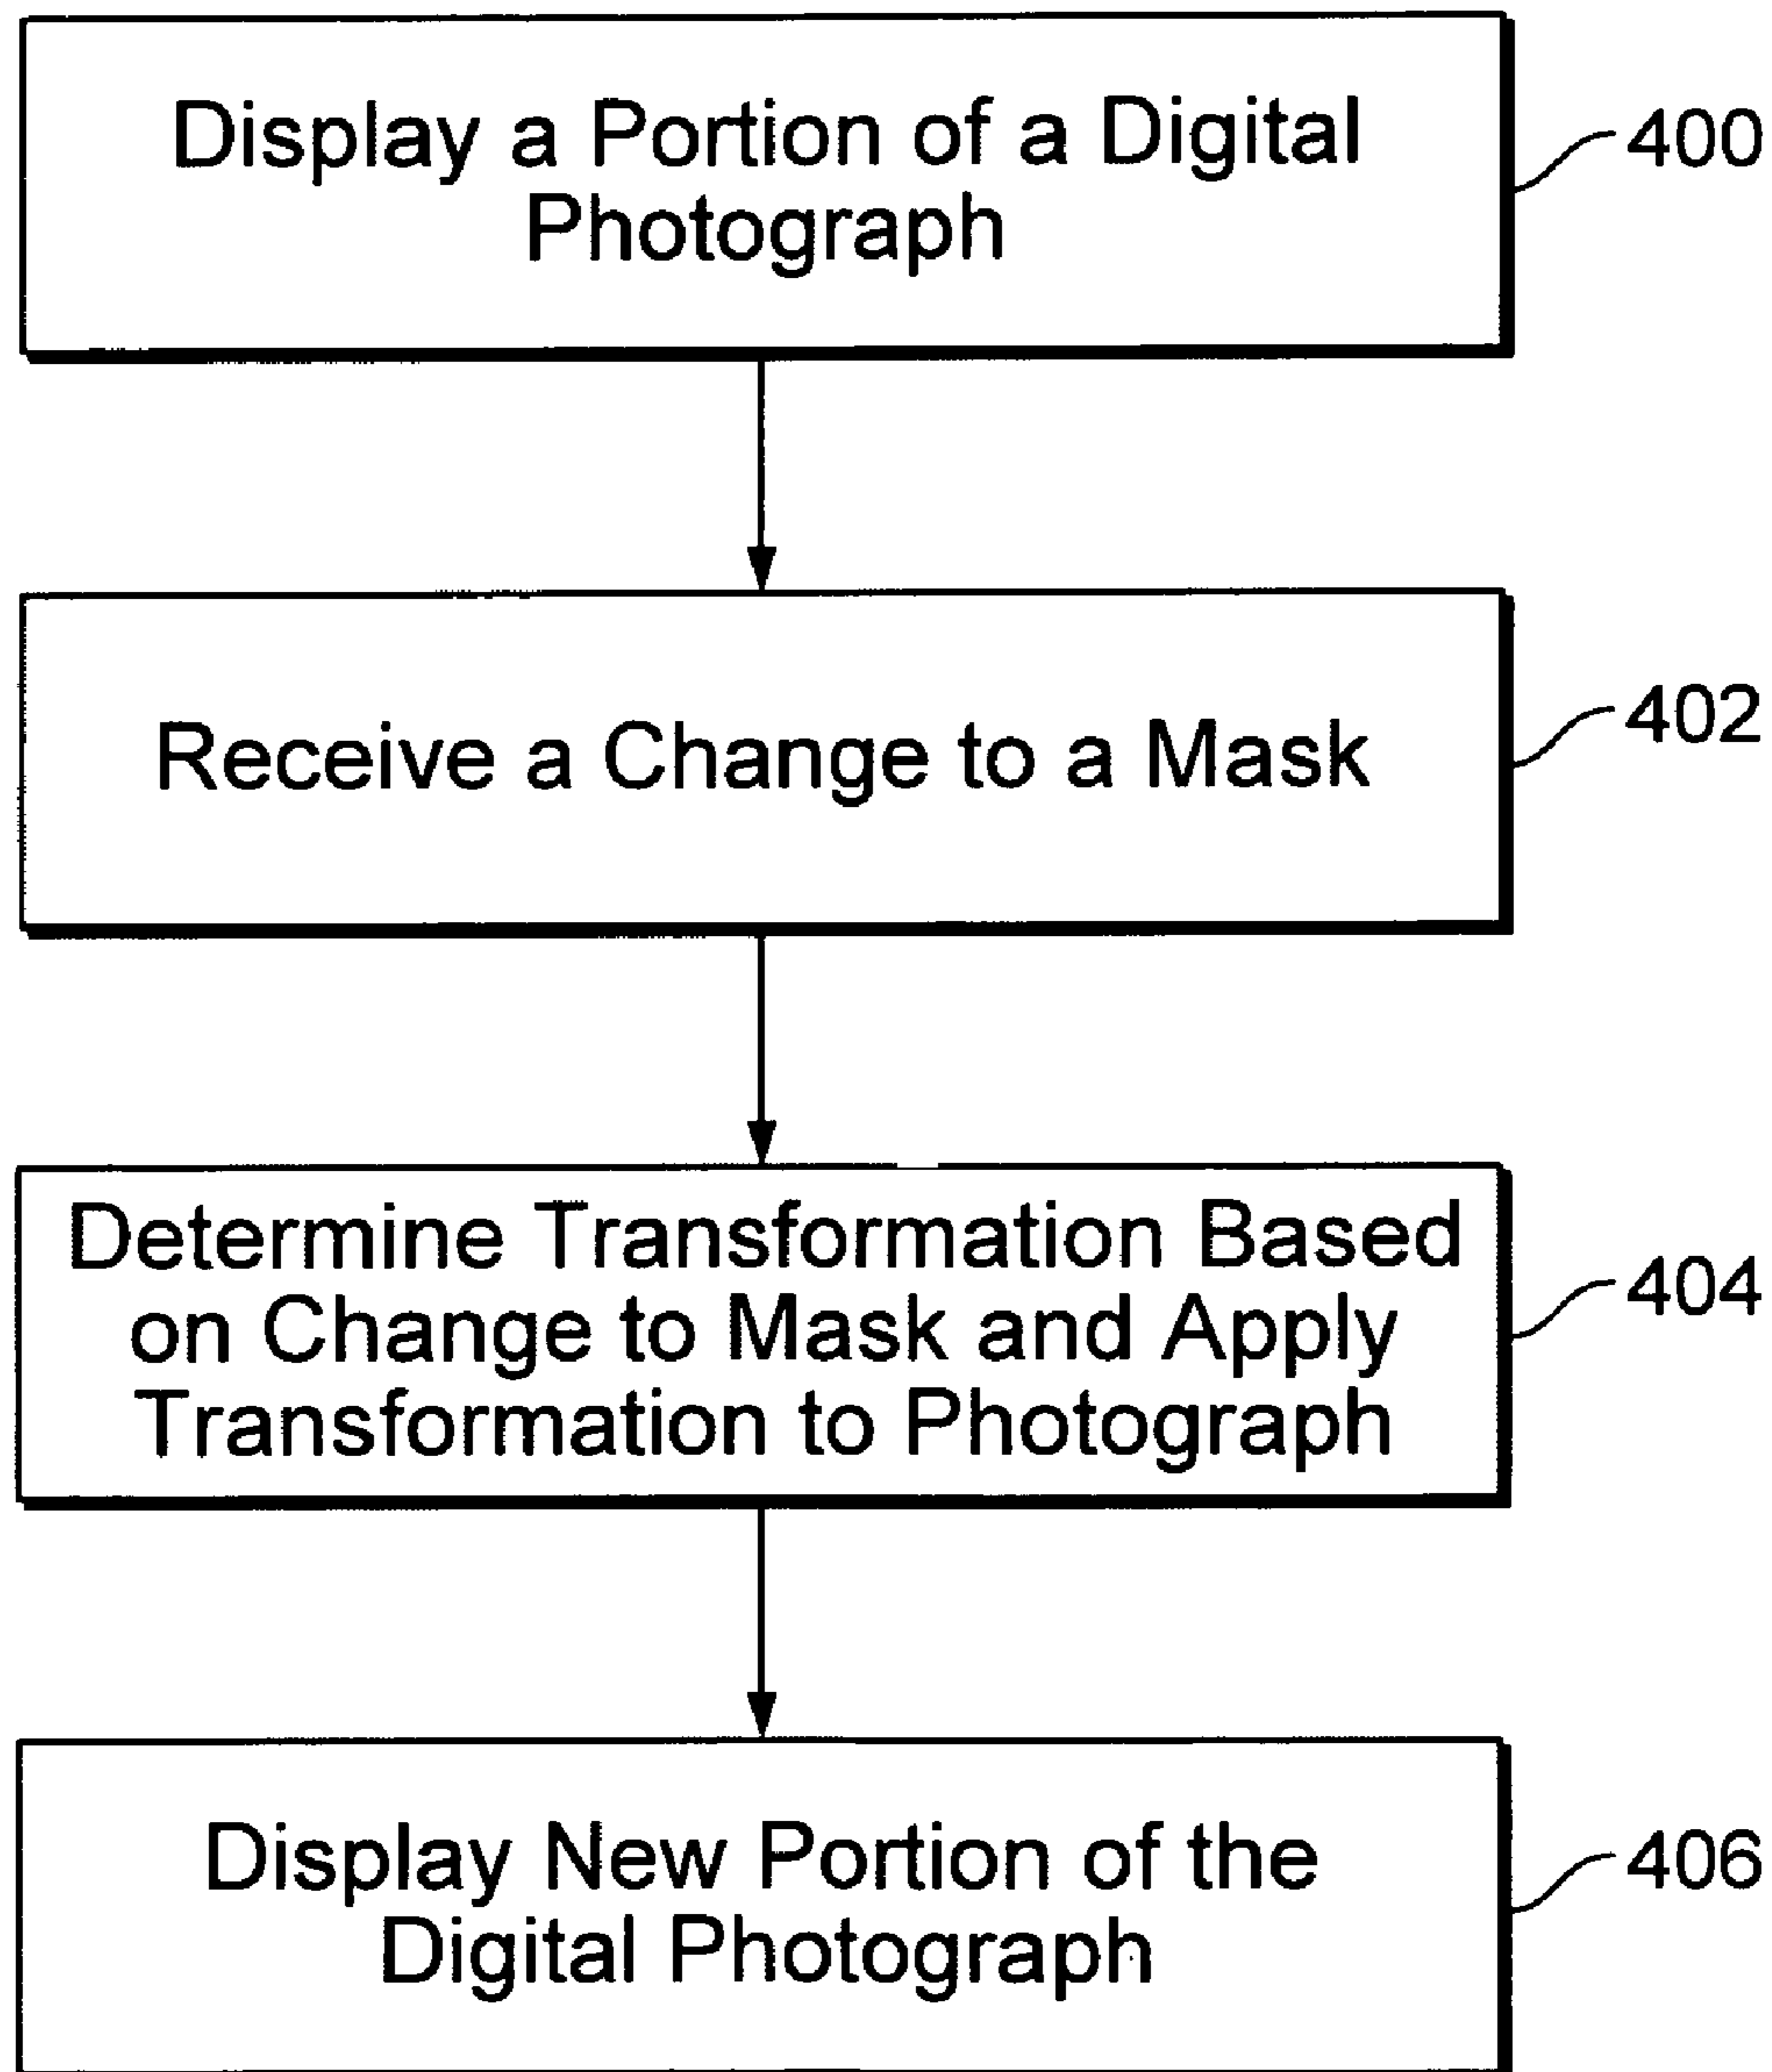 Display a Portion of a Digital
Photograph
400
Receive a Change to a Mask
402
Determine Transformation Based
on Change to Mask and Apply
Transformation to Photograph
404
Display New Portion of the
Digital Photograph
406